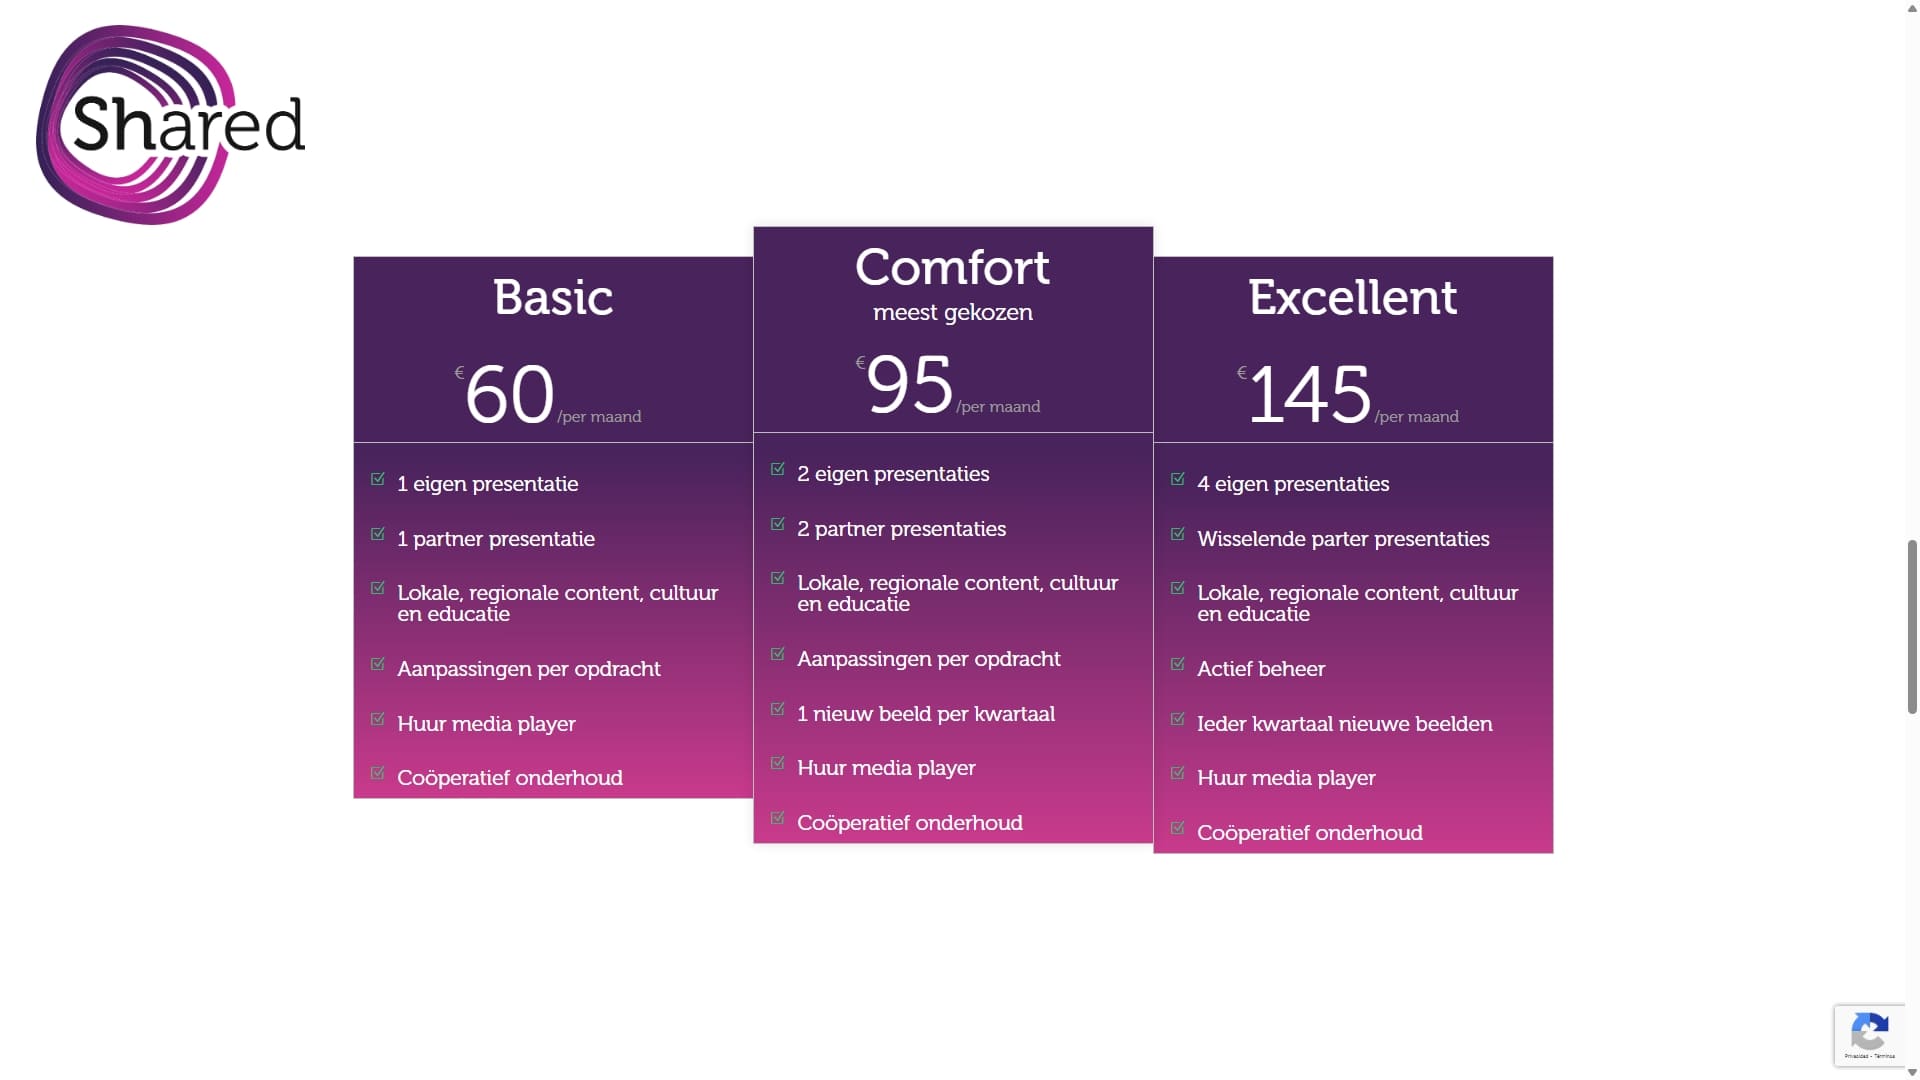 Shared
Basic
€60/per maand
1 eigen presentatie
1 partner presentatie
Lokale, regionale content, cultuur
en educatie
Aanpassingen per opdracht
Huur media player
Coöperatief onderhoud
Comfort
meest gekozen
€95/per maand
2 eigen presentaties
2 partner presentaties
Lokale, regionale content, cultuur
en educatie
Aanpassingen per opdracht
1 nieuw beeld per kwartaal
Huur media player
Coöperatief onderhoud
Excellent
€145/per maand
4 eigen presentaties
Wisselende parter presentaties
Lokale, regionale content, cultuur
en educatie
Actief beheer
Ieder kwartaal nieuwe beelden
Huur media player
Coöperatief onderhoud
Privacidad - Términos